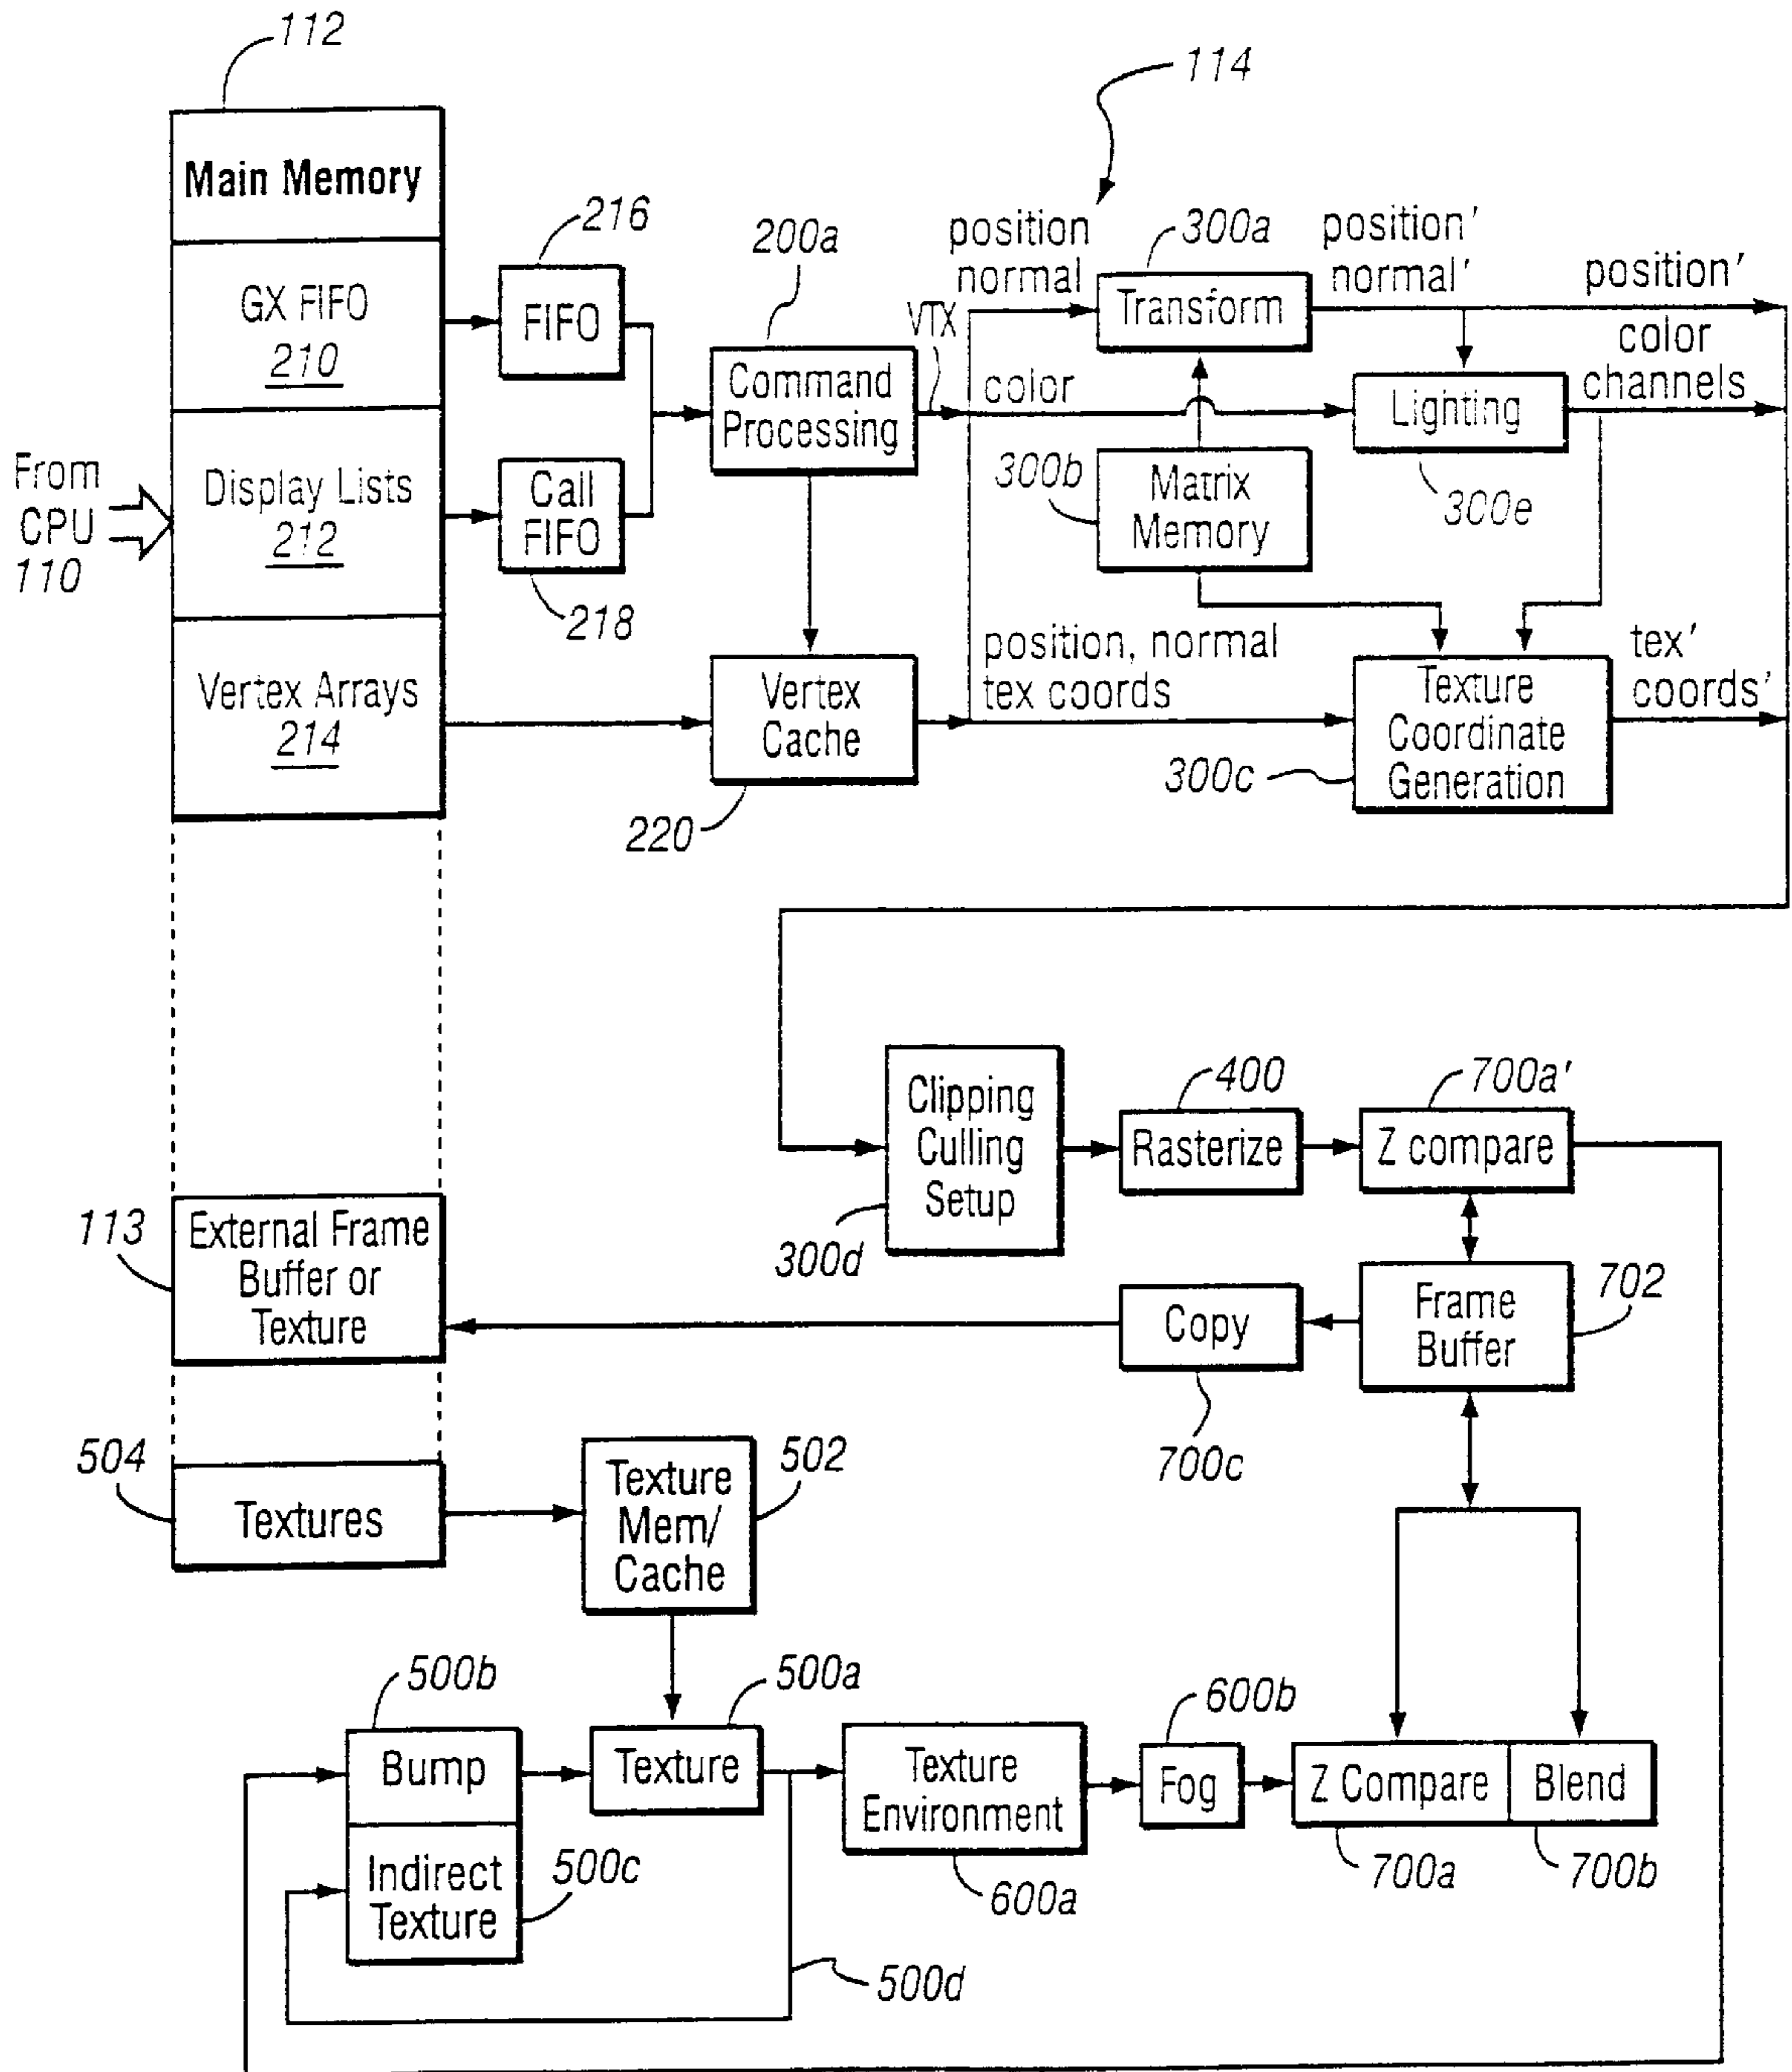 112
114
Main Memory
216
200a
position
normal
300a
position'
normal'
position'
GX FIFO
210
FIFO
VTX
Transform
color
channels
Command
Processing
color
Lighting
From
CPU
110
Display Lists
212
Call
FIFO
218
300b
Matrix
Memory
300e
Vertex Arrays
214
Vertex
Cache
220
position, normal
tex coords
Texture
Coordinate
Generation
300c
tex'
coords'
Clipping
Culling
Setup
300d
400
Rasterize
700a'
Z compare
113
External Frame
Buffer or
Texture
Copy
700c
Frame
Buffer
702
504
Textures
Texture
Mem/
Cache
502
500b
Bump
500a
Texture
Texture
Environment
600a
600b
Fog
Z Compare
Blend
700a
700b
Indirect
Texture
500c
500d